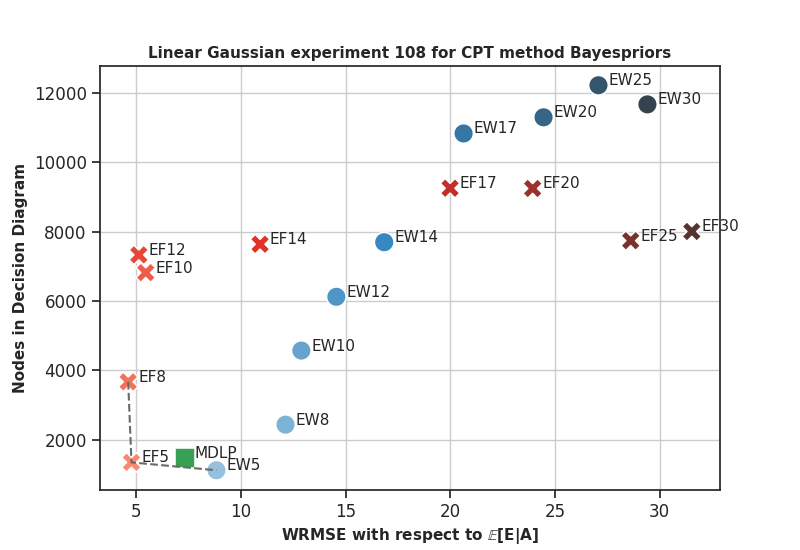 Linear Gaussian experiment 108 for CPT method Bayespriors
Nodes in Decision Diagram
12000
10000
8000
6000
4000
2000
EW25
EW30
EW20
EW17
EF17
EF20
EF30
EF25
EW14
EF14
EF12
EF10
EW12
EW10
EF8
EW8
MDLP
EF5
EW5
5
10
15
20
25
30
WRMSE with respect to 𝔼[E|A]